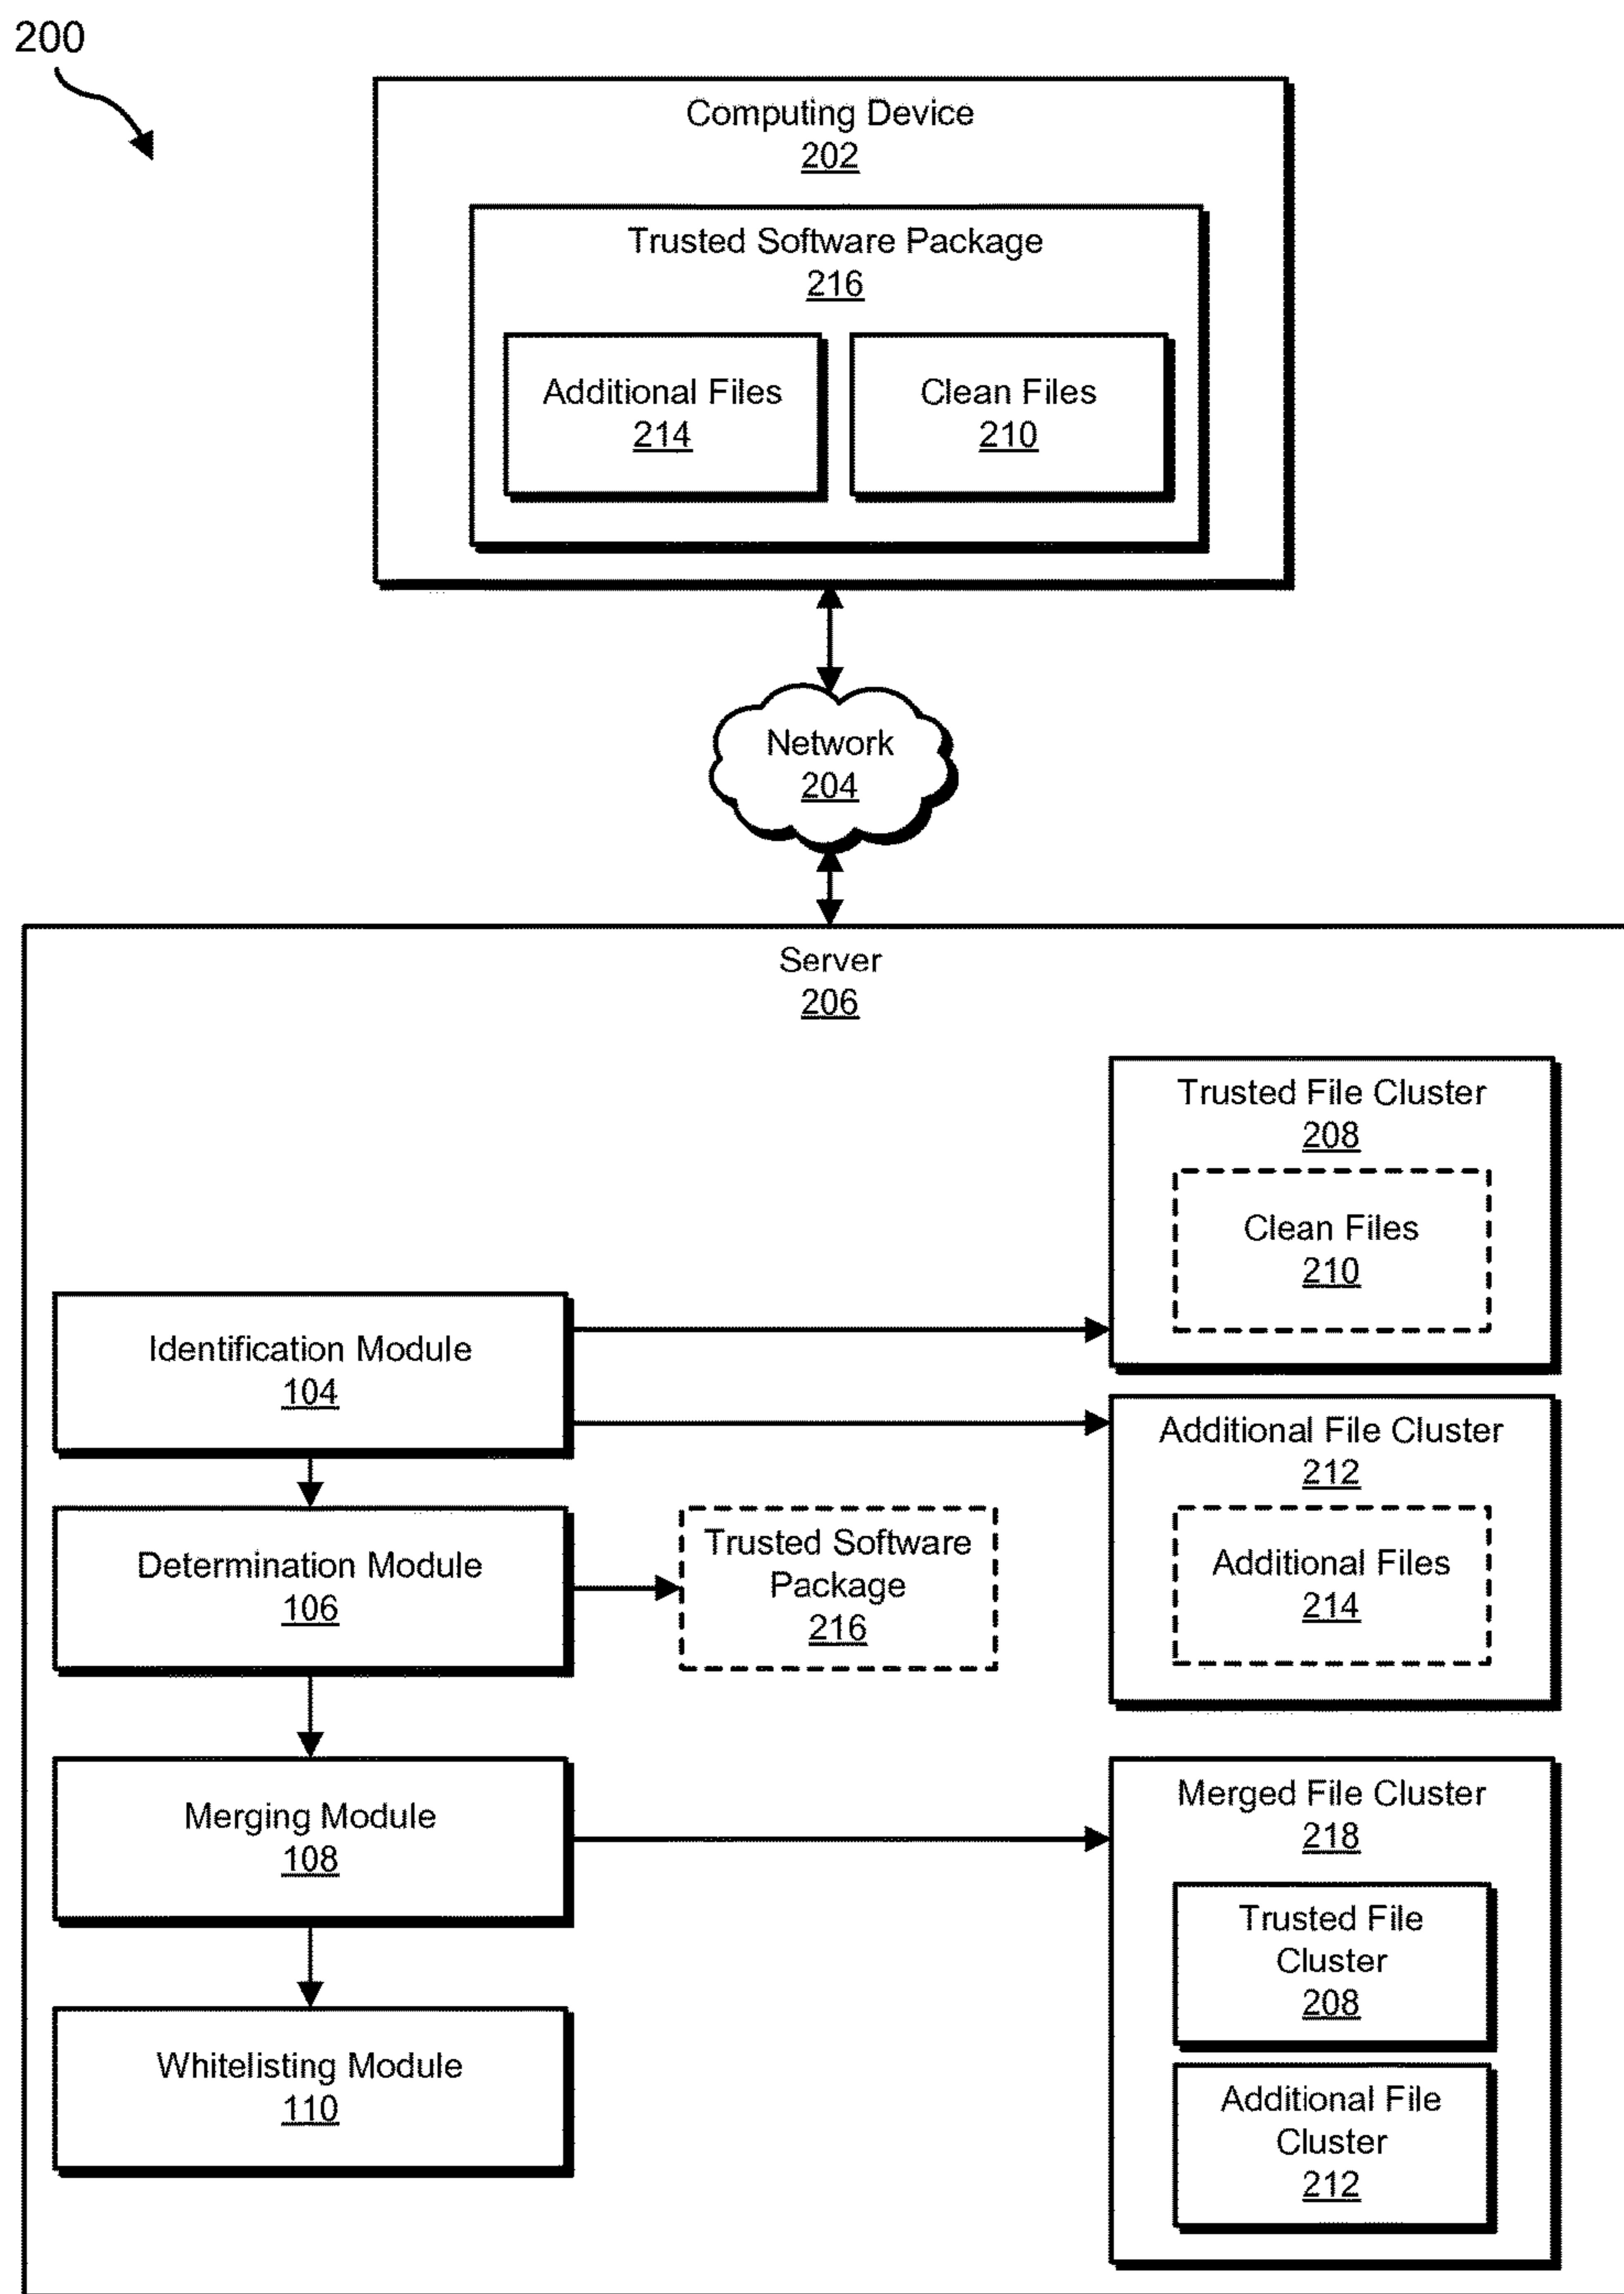 200
Computing Device
202
Trusted Software Package
216
Additional Files
214
Clean Files
210
Network
204
Server
206
Trusted File Cluster
208
Clean Files
210
Identification Module
104
Additional File Cluster
212
Additional Files
214
Determination Module
106
Trusted Software
Package
216
Merging Module
108
Merged File Cluster
218
Trusted File
Cluster
208
Additional File
Cluster
212
Whitelisting Module
110